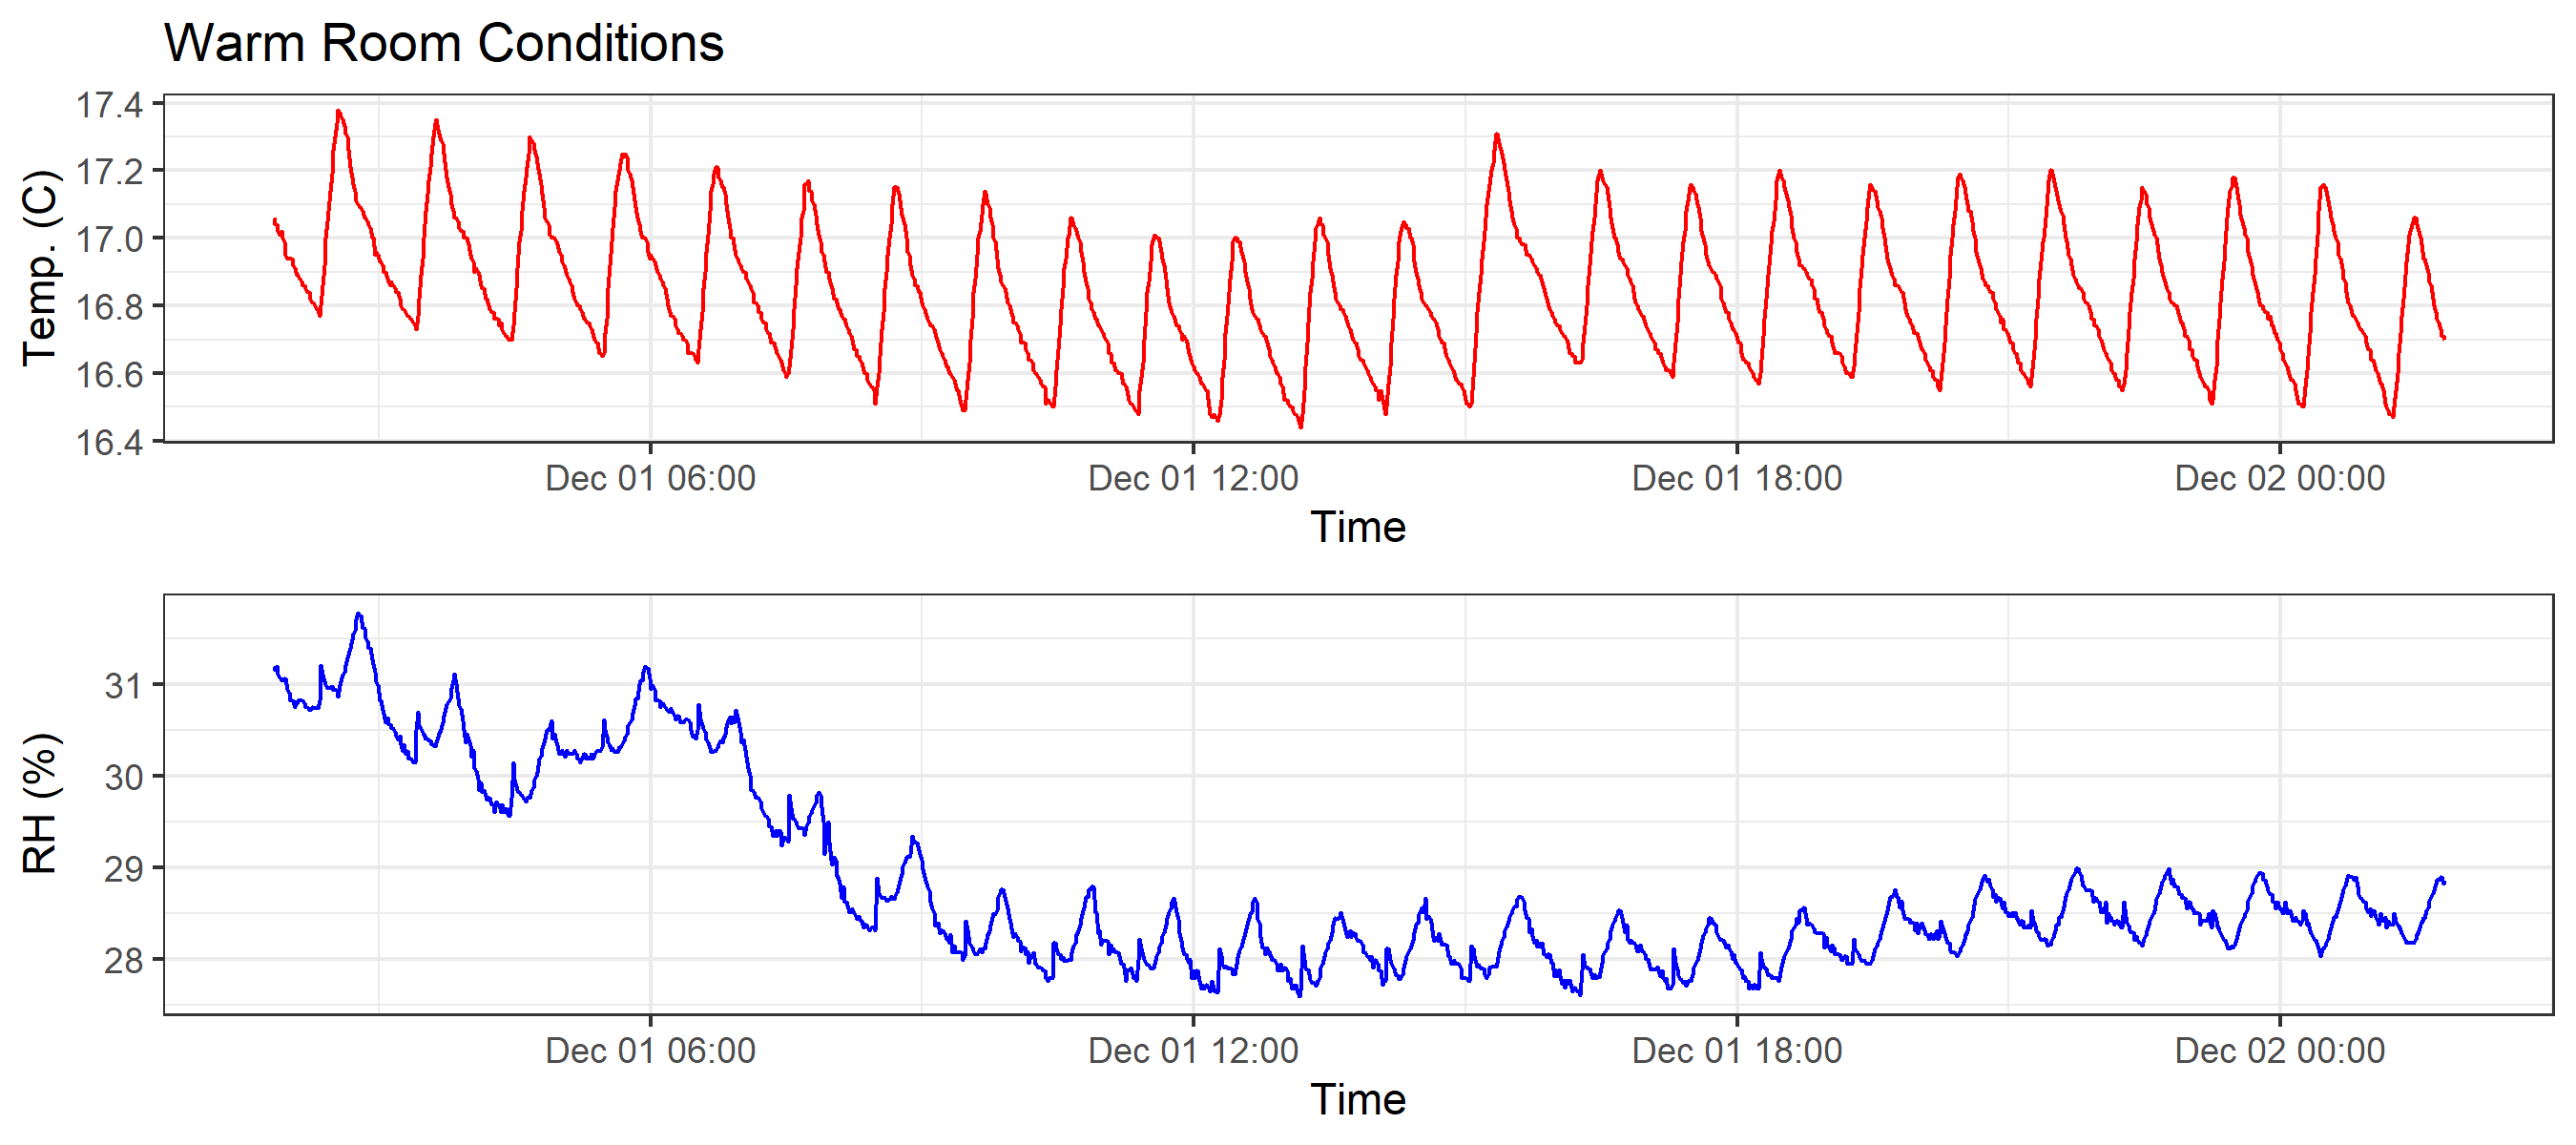 Warm Room Conditions
Temp. (C)
17.4
17.2
17.0
16.8
16.6
16.4
Dec 01 06:00 Dec 01 12:00 Dec 01 18:00 Dec 02 00:00
Time
RH (%)
31
30
29
28
Dec 01 06:00 Dec 01 12:00 Dec 01 18:00 Dec 02 00:00
Time